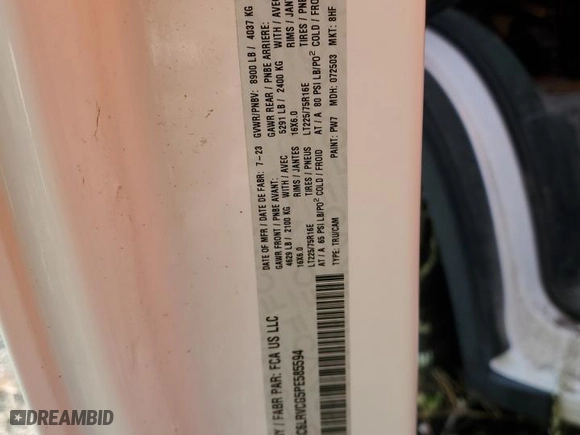 BY / FABR PAR: FCA US LLC
DATE OF MFR / DATE DE FABR: 7-23
GVWR/PNBV: 8900 LB / 4037 KG
GAWR FRONT / PNBE AVANT:
4629 LB / 2100 KG
WITH / AVEC
16X6.0
RIMS / JANTES
LT225/75R16E
TIRES / PNEUS
AT / A 65 PSI LB/PO² COLD / FROID
GAWR REAR / PNBE ARRIERE:
5291 LB / 2400 KG
WITH / AVEC
16X6.0
RIMS / JANTES
LT225/75R16E
TIRES / PNEUS
AT / A 80 PSI LB/PO² COLD / FROID
TYPE: TRU/CAM
PAINT: PW7
MDH: 072503
MKT: 8HF
C6LRVCG5PE585594
DREAMBID